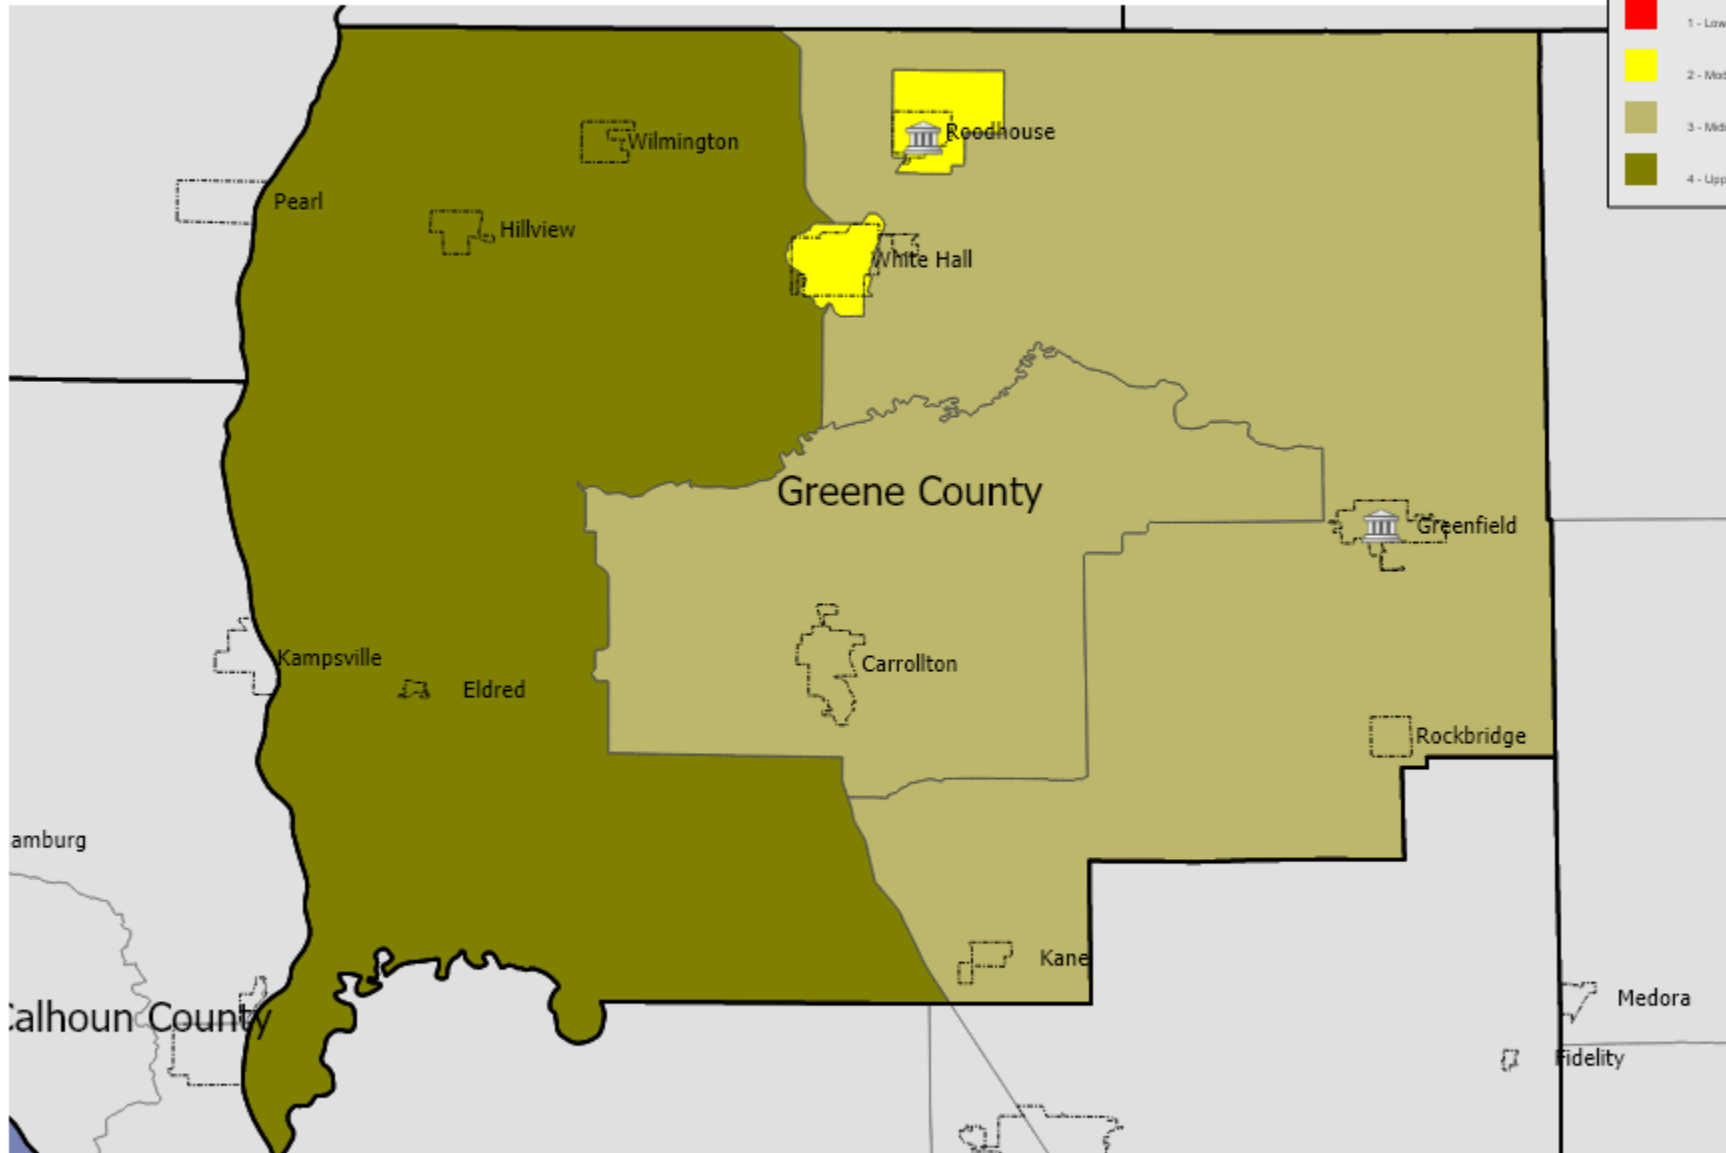 1 - Low
2 - Mod
Roodhouse
3 - Midd
Wilmington
4 - Upp
Pearl
Hillview
White Hall
Greene County
Greenfield
Kampsville
Carrollton
Eldred
Rockbridge
amburg
Kane
Calhoun County
Medora
Fidelity